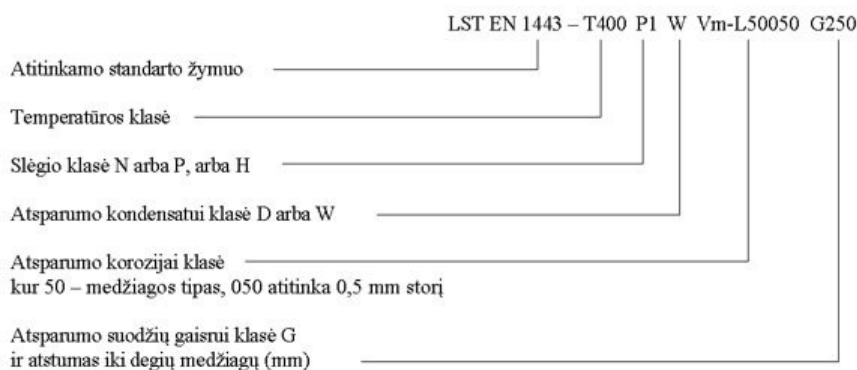 LST EN 1443 – T400 P1 W Vm-L50050 G250
Atitinkamo standarto žymuo
Temperatūros klasė
Slėgio klasė N arba P, arba H
Atsparumo kondensatui klasė D arba W
Atsparumo korozijai klasė
kur 50 – medžiagos tipas, 050 atitinka 0,5 mm storį
Atsparumo suodžių gaisrui klasė G
ir atstumas iki degių medžiagų (mm)